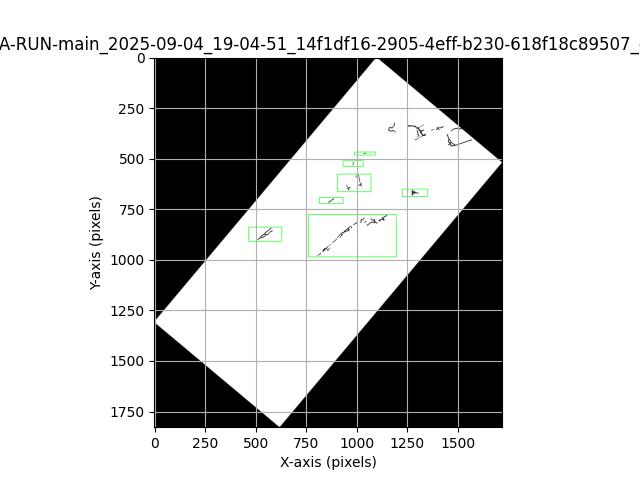 A-RUN-main_2025-09-04_19-04-51_14f1df16-2905-4eff-b230-618f18c89507_
0
250
500
750
1000
1250
1500
1750
Y-axis (pixels)
0 250 500 750 1000 1250 1500
X-axis (pixels)